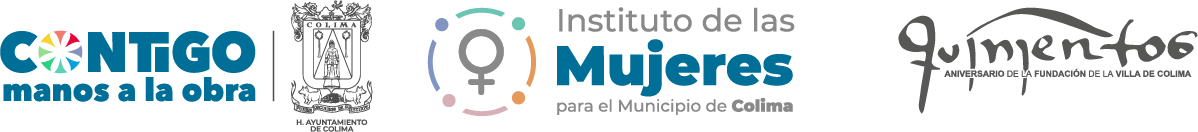 CONTIGO
manos a la obra
COLIMA
H. AYUNTAMIENTO
DE COLIMA
Instituto de las
Mujeres
para el Municipio de Colima
quinientos
ANIVERSARIO DE LA FUNDACIÓN DE LA VILLA DE COLIMA